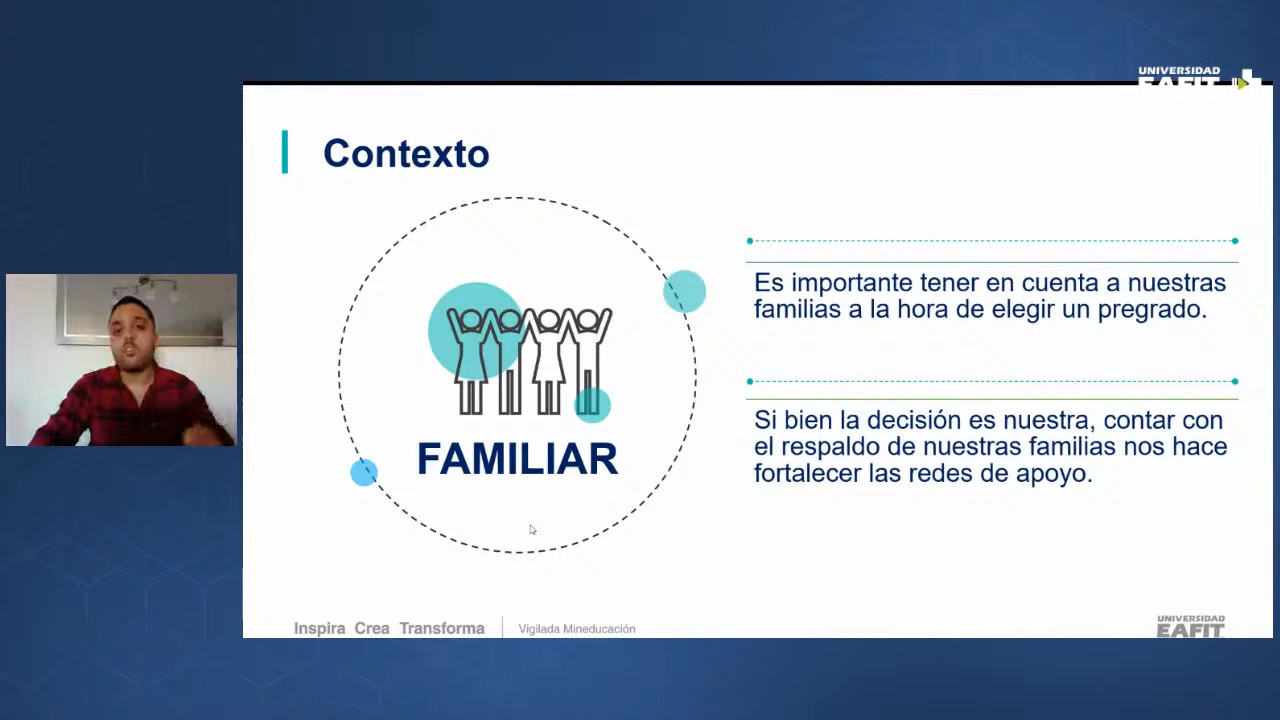 UNIVERSIDAD
EAFIT
Contexto
FAMILIAR
Es importante tener en cuenta a nuestras
familias a la hora de elegir un pregrado.
Si bien la decisión es nuestra, contar con
el respaldo de nuestras familias nos hace
fortalecer las redes de apoyo.
Inspira Crea Transforma
Vigilada Mineducación
UNIVERSIDAD
EAFIT